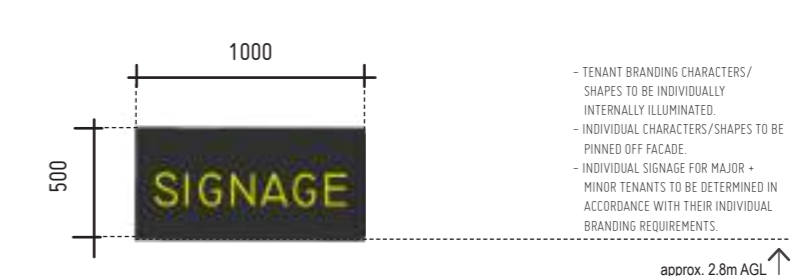 1000
- TENANT BRANDING CHARACTERS/
SHAPES TO BE INDIVIDUALLY
INTERNALLY ILLUMINATED.
- INDIVIDUAL CHARACTERS/SHAPES TO BE
PINNED OFF FACADE.
- INDIVIDUAL SIGNAGE FOR MAJOR +
MINOR TENANTS TO BE DETERMINED IN
ACCORDANCE WITH THEIR INDIVIDUAL
BRANDING REQUIREMENTS.
500
SIGNAGE
approx. 2.8m AGL